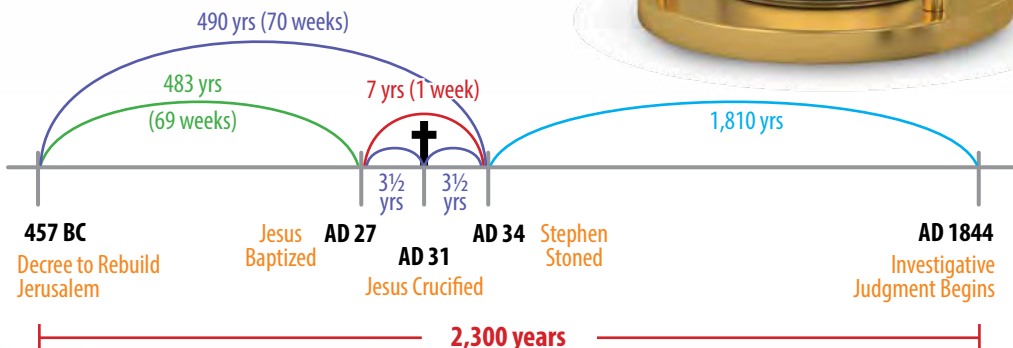 490 yrs (70 weeks)
483 yrs
(69 weeks)
7 yrs (1 week)
1,810 yrs
3½
yrs
3½
yrs
457 BC
Decree to Rebuild
Jerusalem
Jesus
Baptized
AD 27
AD 31
Jesus Crucified
AD 34
Stephen
Stoned
AD 1844
Investigative
Judgment Begins
2,300 years